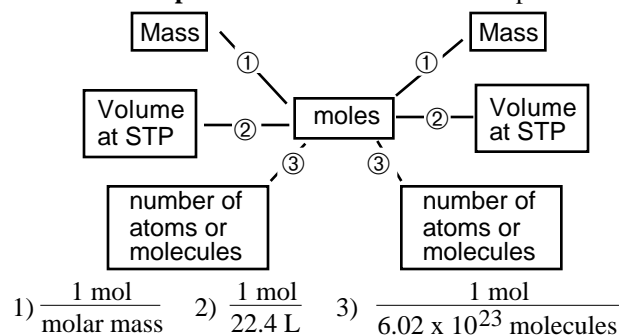 Mass
Mass
①
①
Volume
at STP
②
moles
②
Volume
at STP
③
③
number of
atoms or
molecules
number of
atoms or
molecules
1) 1 mol / molar mass 2) 1 mol / 22.4 L 3) 1 mol / 6.02 x 10^23 molecules